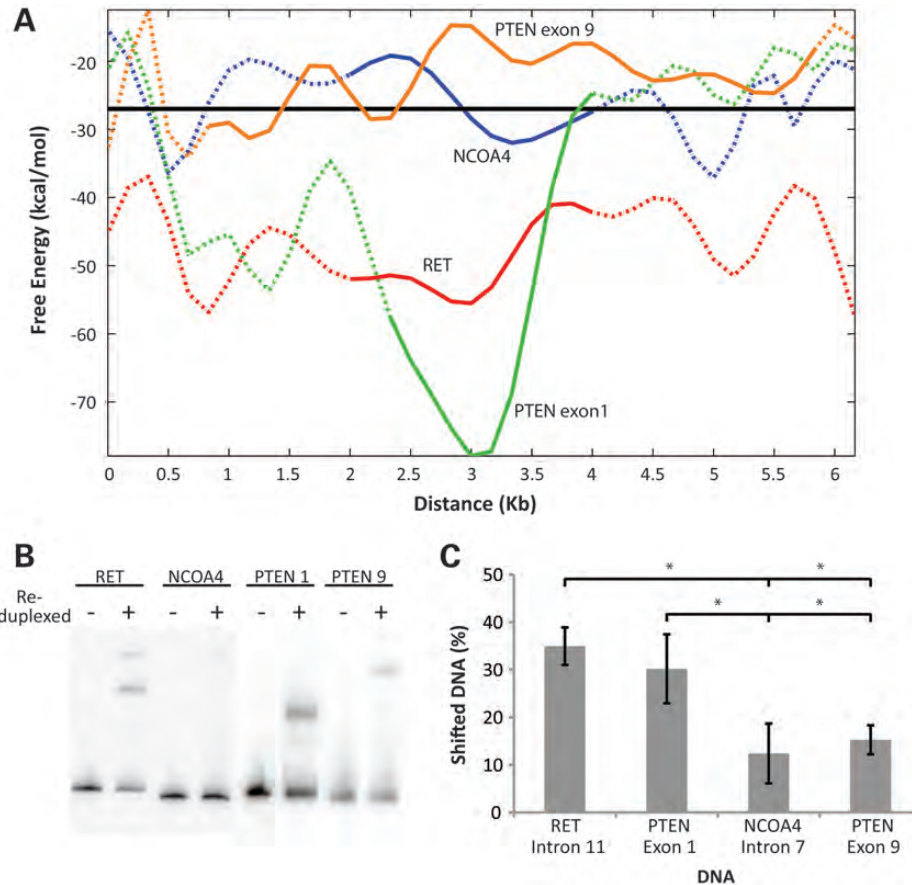 A
PTEN exon 9
NCOA4
RET
PTEN exon1
Free Energy (kcal/mol)
-20
-30
-40
-50
-60
-70
0 0.5 1 1.5 2 2.5 3 3.5 4 4.5 5 5.5 6
Distance (Kb)
B
RET NCOA4 PTEN 1 PTEN 9
Re-
duplexed
- + - + - + - +
C
* *
* *
Shifted DNA (%)
50
40
30
20
10
0
RET PTEN NCOA4 PTEN
Intron 11 Exon 1 Intron 7 Exon 9
DNA